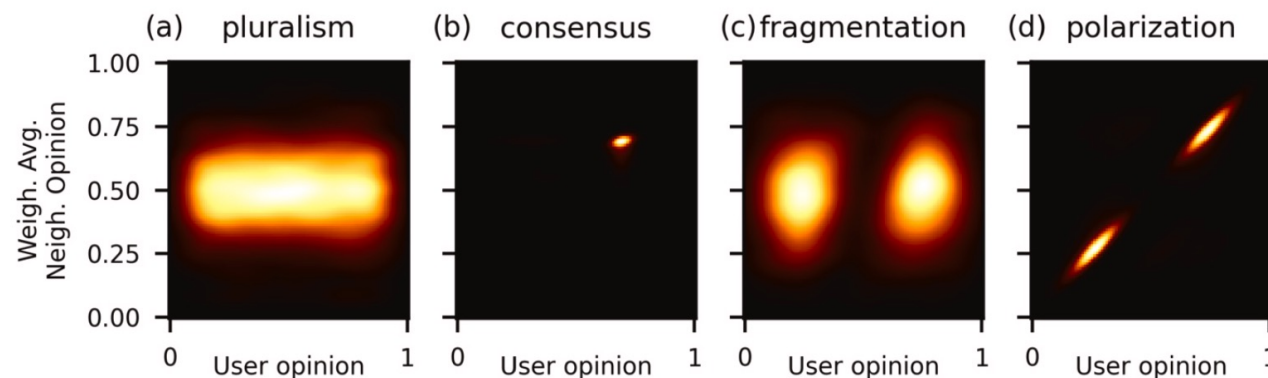 (a) pluralism
(b) consensus
(c) fragmentation
(d) polarization
Weigh. Avg.
Neigh. Opinion
1.00
0.75
0.50
0.25
0.00
0 User opinion 1
0 User opinion 1
0 User opinion 1
0 User opinion 1